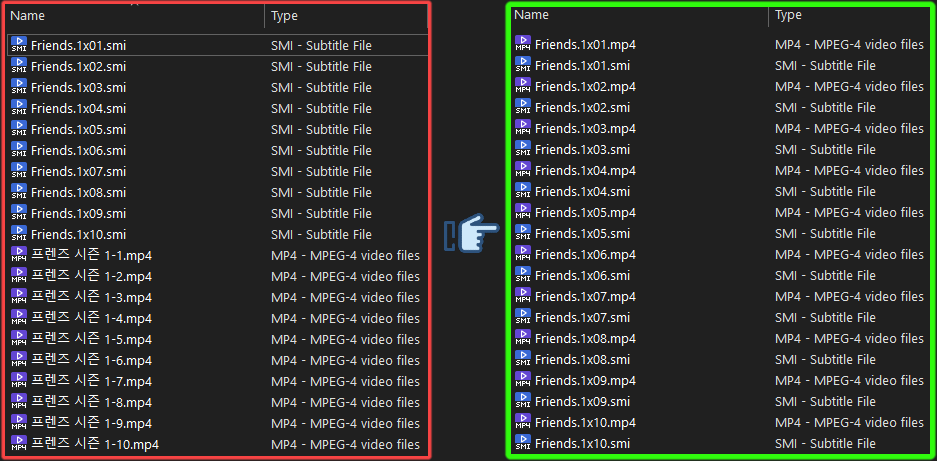 Name Type
Friends.1x01.smi SMI - Subtitle File
Friends.1x02.smi SMI - Subtitle File
Friends.1x03.smi SMI - Subtitle File
Friends.1x04.smi SMI - Subtitle File
Friends.1x05.smi SMI - Subtitle File
Friends.1x06.smi SMI - Subtitle File
Friends.1x07.smi SMI - Subtitle File
Friends.1x08.smi SMI - Subtitle File
Friends.1x09.smi SMI - Subtitle File
Friends.1x10.smi SMI - Subtitle File
프렌즈 시즌 1-1.mp4 MP4 - MPEG-4 video files
프렌즈 시즌 1-2.mp4 MP4 - MPEG-4 video files
프렌즈 시즌 1-3.mp4 MP4 - MPEG-4 video files
프렌즈 시즌 1-4.mp4 MP4 - MPEG-4 video files
프렌즈 시즌 1-5.mp4 MP4 - MPEG-4 video files
프렌즈 시즌 1-6.mp4 MP4 - MPEG-4 video files
프렌즈 시즌 1-7.mp4 MP4 - MPEG-4 video files
프렌즈 시즌 1-8.mp4 MP4 - MPEG-4 video files
프렌즈 시즌 1-9.mp4 MP4 - MPEG-4 video files
프렌즈 시즌 1-10.mp4 MP4 - MPEG-4 video files
Name Type
Friends.1x01.mp4 MP4 - MPEG-4 video files
Friends.1x01.smi SMI - Subtitle File
Friends.1x02.mp4 MP4 - MPEG-4 video files
Friends.1x02.smi SMI - Subtitle File
Friends.1x03.mp4 MP4 - MPEG-4 video files
Friends.1x03.smi SMI - Subtitle File
Friends.1x04.mp4 MP4 - MPEG-4 video files
Friends.1x04.smi SMI - Subtitle File
Friends.1x05.mp4 MP4 - MPEG-4 video files
Friends.1x05.smi SMI - Subtitle File
Friends.1x06.mp4 MP4 - MPEG-4 video files
Friends.1x06.smi SMI - Subtitle File
Friends.1x07.mp4 MP4 - MPEG-4 video files
Friends.1x07.smi SMI - Subtitle File
Friends.1x08.mp4 MP4 - MPEG-4 video files
Friends.1x08.smi SMI - Subtitle File
Friends.1x09.mp4 MP4 - MPEG-4 video files
Friends.1x09.smi SMI - Subtitle File
Friends.1x10.mp4 MP4 - MPEG-4 video files
Friends.1x10.smi SMI - Subtitle File